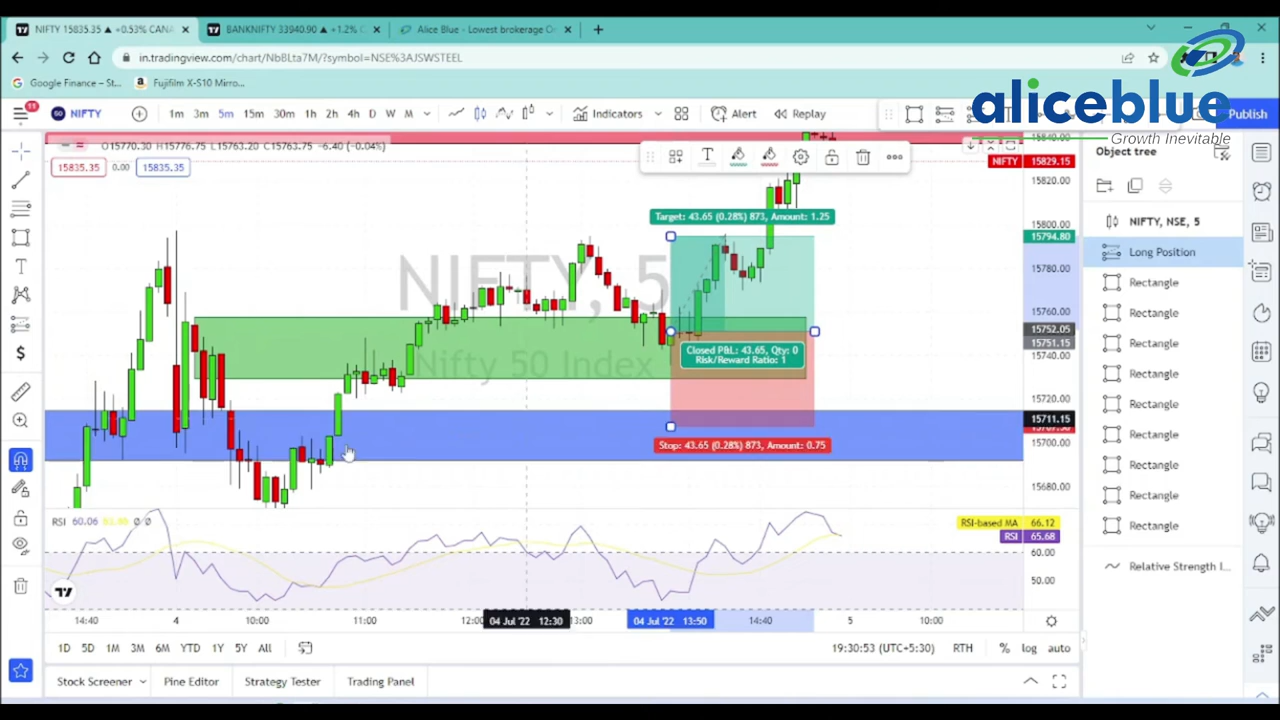 NIFTY 15835.35 ▲ +0.53% CANA
BANKNIFTY 33940.90 ▲ +1.2% C
Alice Blue - Lowest brokerage O
in.tradingview.com/chart/NbBLta7M/?symbol=NSE%3AJSWSTEEL
Google Finance – St...
Fujifilm X-S10 Mirro...
aliceblue
Growth Inevitable
11
NIFTY
1m 3m 5m 15m 30m 1h 2h 4h D W M
Indicators
Alert
Replay
Publish
O15770.30 H15776.75 L15763.20 C15763.75 −6.40 (−0.04%)
15835.35 0.00 15835.35
NIFTY, 5
Nifty 50 Index
Target: 43.65 (0.28%) 873, Amount: 1.25
Closed P&L: 43.65, Qty: 0
Risk/Reward Ratio: 1
Stop: 43.65 (0.28%) 873, Amount: 0.75
15840.00
NIFTY 15829.15
15820.00
15800.00
15794.80
15780.00
15760.00
15752.05
15751.15
15740.00
15720.00
15711.15
15700.00
15680.00
RSI 60.06
RSI-based MA 66.12
RSI 65.68
60.00
50.00
14:40 4 10:00 11:00 12:00 04 Jul '22 12:30 13:00 04 Jul '22 13:50 14:40 5 10:00
1D 5D 1M 3M 6M YTD 1Y 5Y All
19:30:53 (UTC+5:30) RTH % log auto
Stock Screener
Pine Editor
Strategy Tester
Trading Panel
Object tree
NIFTY, NSE, 5
Long Position
Rectangle
Rectangle
Rectangle
Rectangle
Rectangle
Rectangle
Rectangle
Rectangle
Rectangle
Relative Strength I...